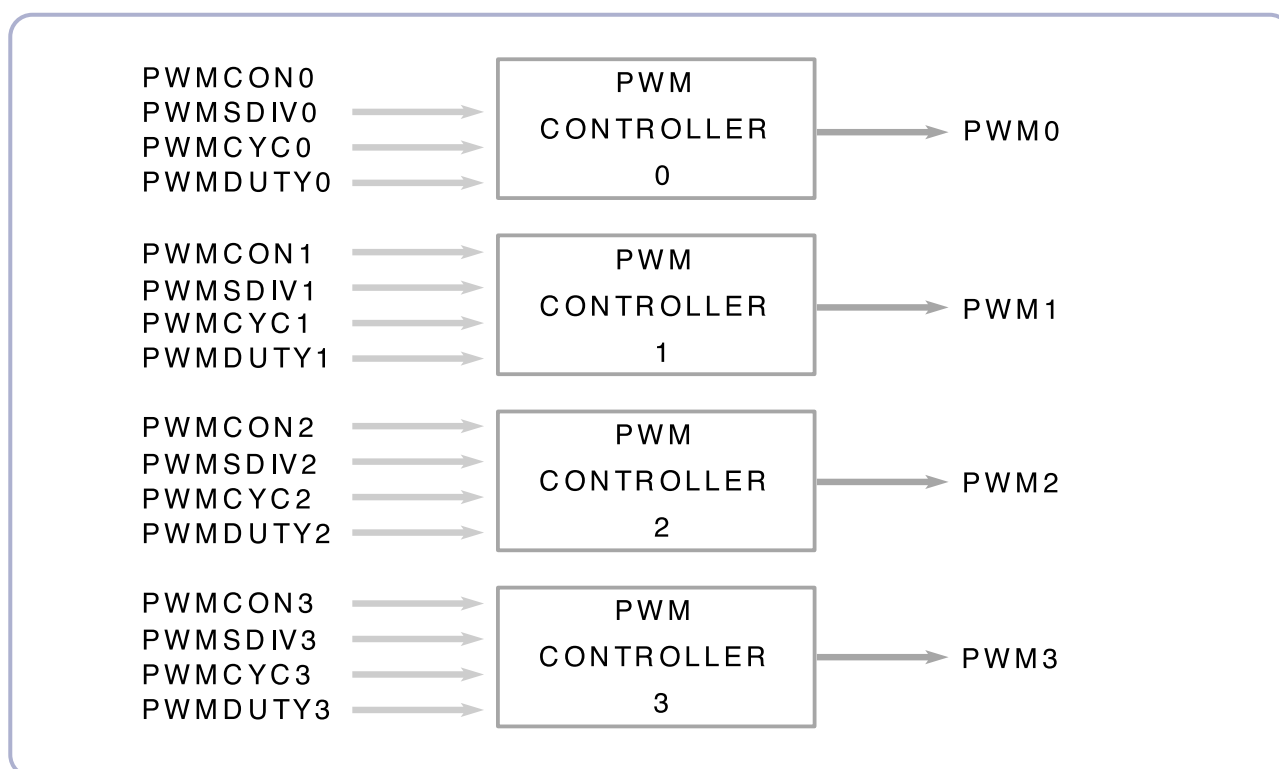 PWMCON0
PWMSDIV0
PWMCYC0
PWMDUTY0
PWM
CONTROLLER
0
PWM0
PWMCON1
PWMSDIV1
PWMCYC1
PWMDUTY1
PWM
CONTROLLER
1
PWM1
PWMCON2
PWMSDIV2
PWMCYC2
PWMDUTY2
PWM
CONTROLLER
2
PWM2
PWMCON3
PWMSDIV3
PWMCYC3
PWMDUTY3
PWM
CONTROLLER
3
PWM3